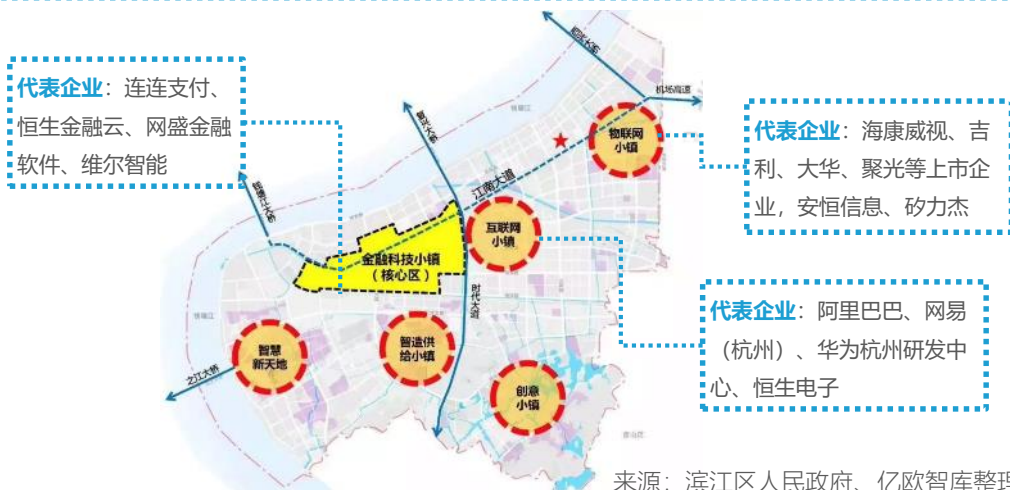 代表企业：连连支付、
恒生金融云、网盛金融
软件、维尔智能
机场高速
复兴大桥
物联网
小镇
代表企业：海康威视、吉
利、大华、聚光等上市企
业，安恒信息、矽力杰
江南大道
互联网
小镇
金融科技小镇
（核心区）
时代大道
代表企业：阿里巴巴、网易
（杭州）、华为杭州研发中
心、恒生电子
智慧
新天地
智造供
给小镇
之江大桥
创意
小镇
来源：滨江区人民政府、亿欧智库整理